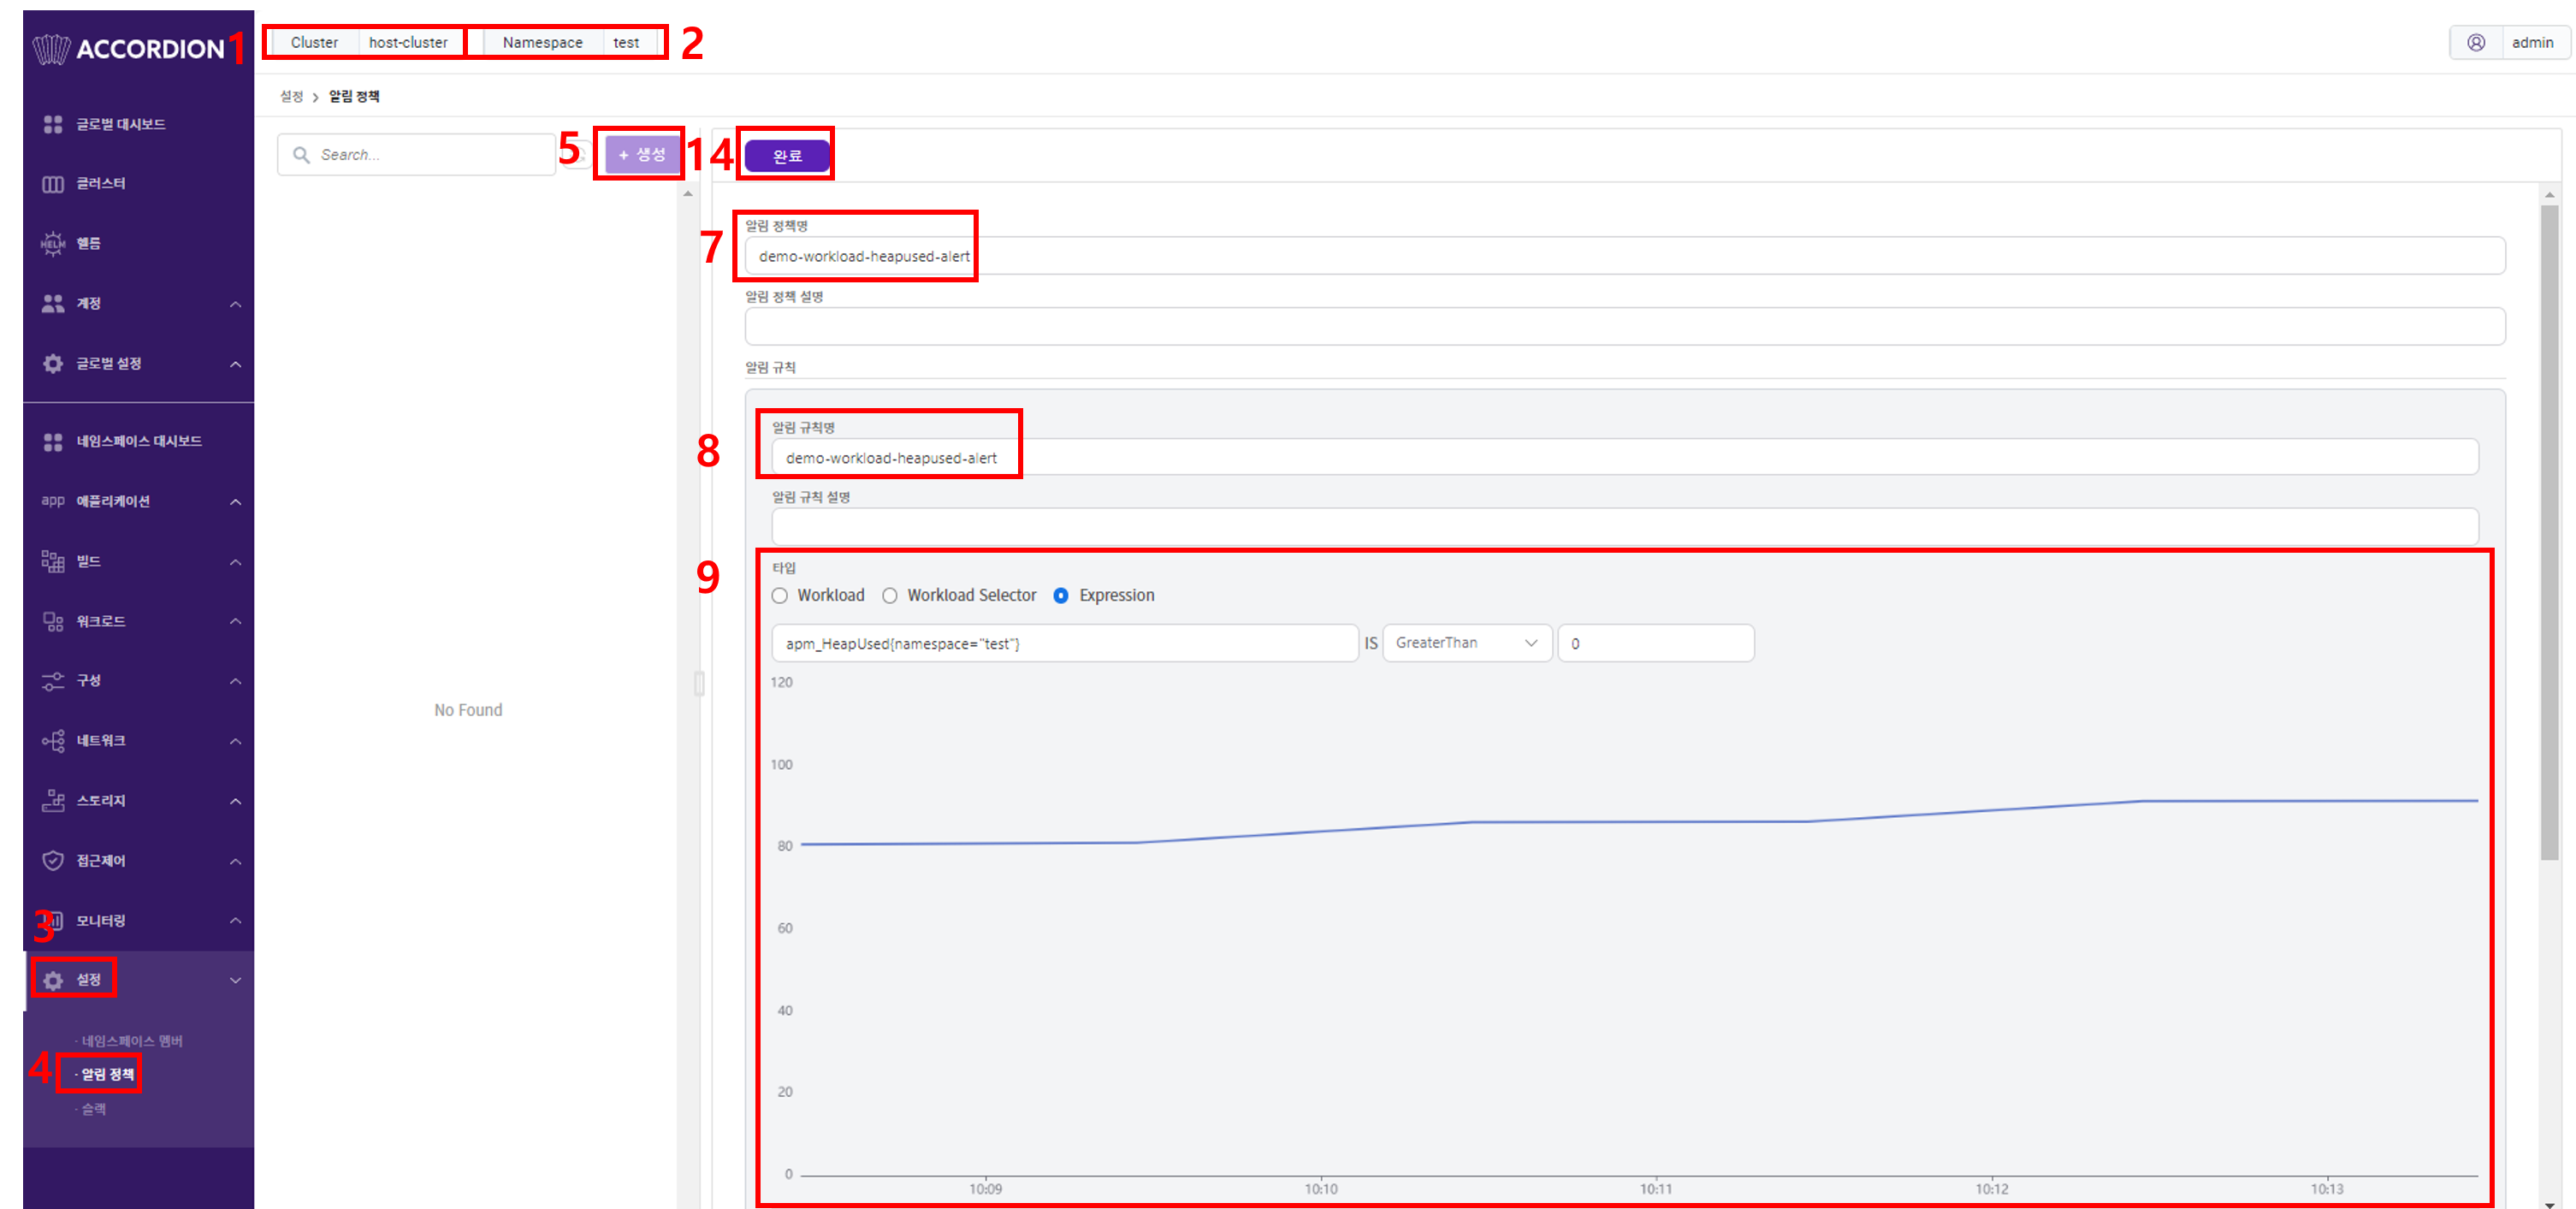 ACCORDION
1
Cluster host-cluster Namespace test
2
admin
설정 > 알림 정책
글로벌 대시보드
클러스터
HELM 헬름
계정
글로벌 설정
네임스페이스 대시보드
app 애플리케이션
빌드
워크로드
구성
네트워크
스토리지
접근제어
모니터링
3
설정
· 네임스페이스 멤버
4
· 알림 정책
· 슬랙
Search...
5
+ 생성
No Found
14
완료
7
알림 정책명
demo-workload-heapused-alert
알림 정책 설명
알림 규칙
8
알림 규칙명
demo-workload-heapused-alert
알림 규칙 설명
9
타입
Workload Workload Selector Expression
apm_HeapUsed{namespace="test"} IS GreaterThan 0
120
100
80
60
40
20
0
10:09 10:10 10:11 10:12 10:13